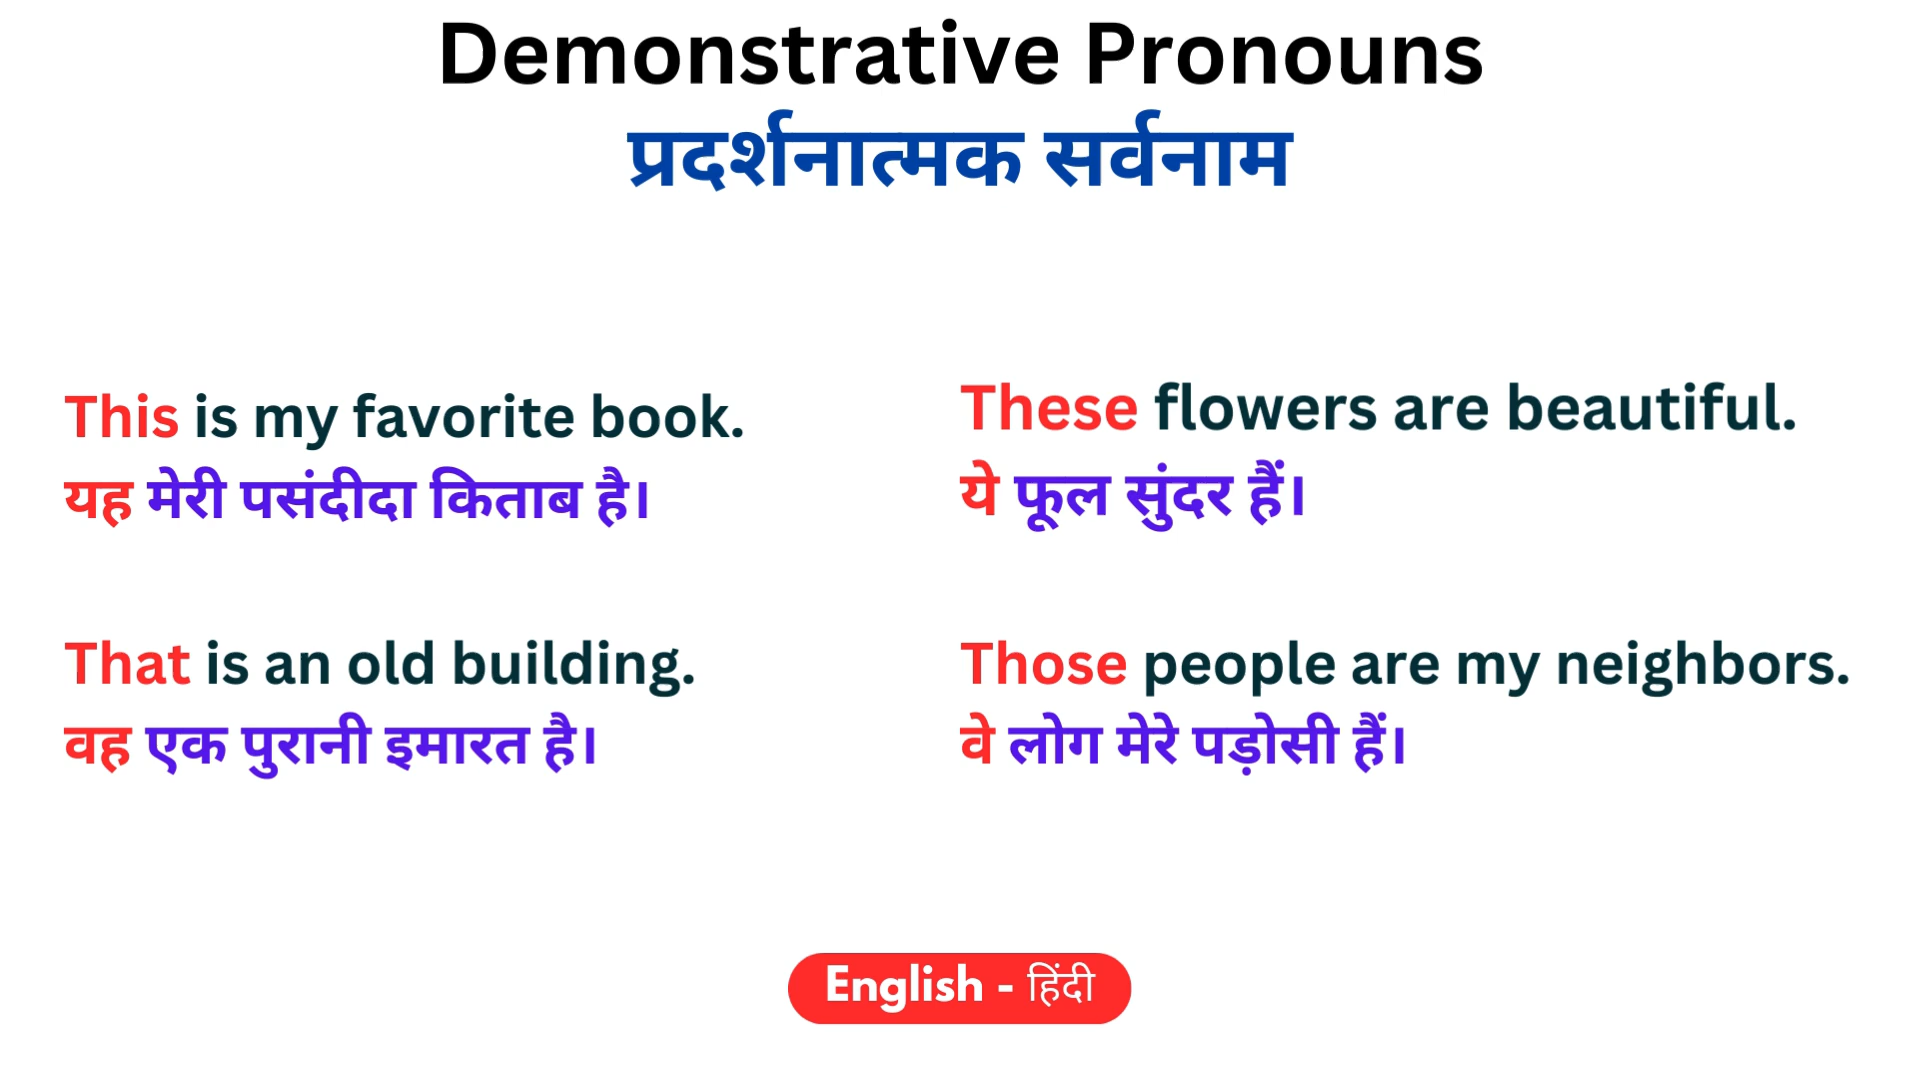 Demonstrative Pronouns
प्रदर्शनात्मक सर्वनाम
This is my favorite book.
यह मेरी पसंदीदा किताब है।
That is an old building.
वह एक पुरानी इमारत है।
These flowers are beautiful.
ये फूल सुंदर हैं।
Those people are my neighbors.
वे लोग मेरे पड़ोसी हैं।
English - हिंदी